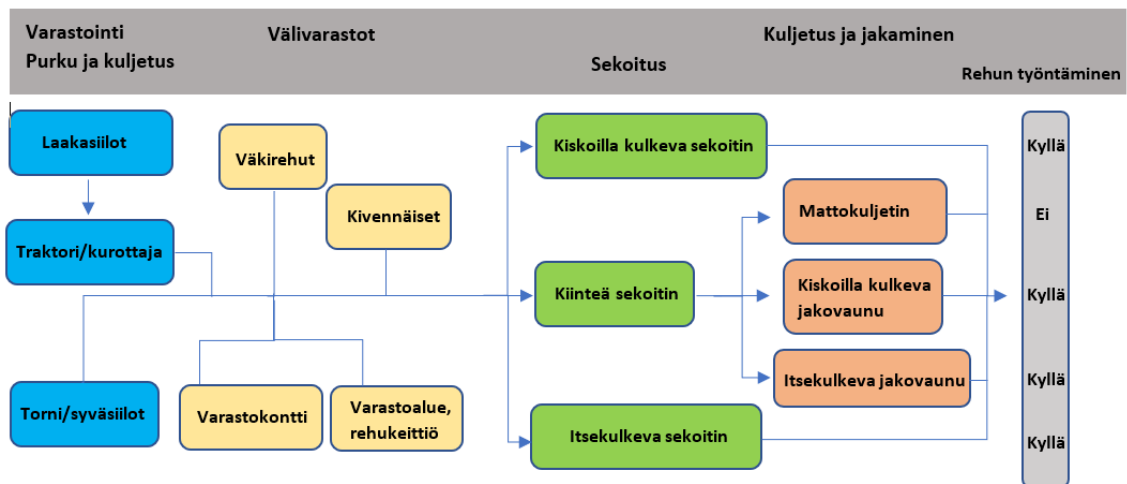 Varastointi
Purku ja kuljetus
Välivarastot
Sekoitus
Kuljetus ja jakaminen
Rehun työntäminen
Laakasiilot
Traktori/kurottaja
Torni/syväsiilot
Väkirehut
Kivennäiset
Varastokontti
Varastoalue,
rehukeittiö
Kiskoilla kulkeva sekoitin
Kiinteä sekoitin
Itsekulkeva sekoitin
Mattokuljetin
Kiskoilla kulkeva
jakovaunu
Itsekulkeva jakovaunu
Kyllä
Ei
Kyllä
Kyllä
Kyllä